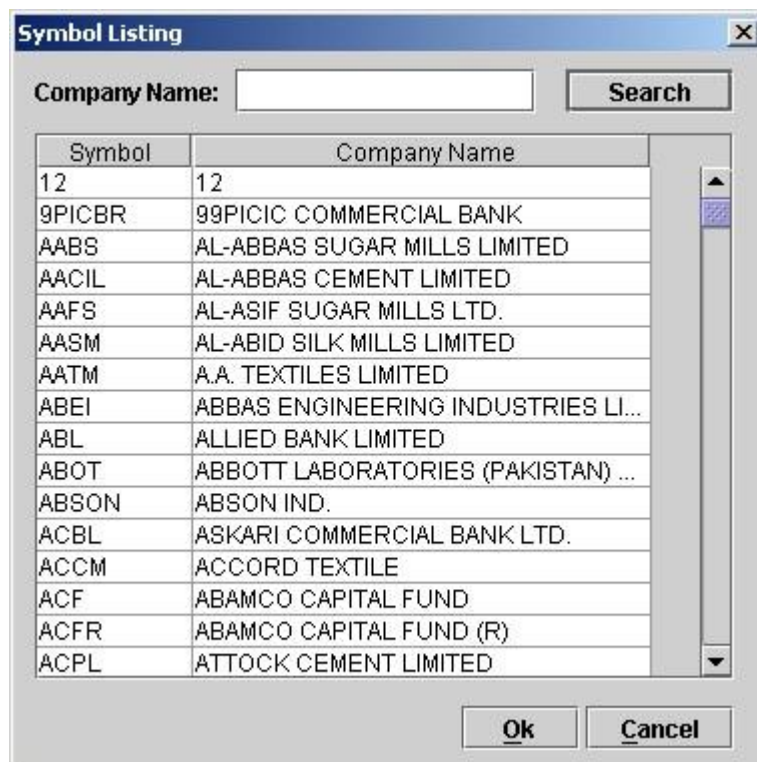 Symbol Listing
Company Name: Search
Symbol Company Name
12 12
9PICBR 99PICIC COMMERCIAL BANK
AABS AL-ABBAS SUGAR MILLS LIMITED
AACIL AL-ABBAS CEMENT LIMITED
AAFS AL-ASIF SUGAR MILLS LTD.
AASM AL-ABID SILK MILLS LIMITED
AATM A.A. TEXTILES LIMITED
ABEI ABBAS ENGINEERING INDUSTRIES LI...
ABL ALLIED BANK LIMITED
ABOT ABBOTT LABORATORIES (PAKISTAN) ...
ABSON ABSON IND.
ACBL ASKARI COMMERCIAL BANK LTD.
ACCM ACCORD TEXTILE
ACF ABAMCO CAPITAL FUND
ACFR ABAMCO CAPITAL FUND (R)
ACPL ATTOCK CEMENT LIMITED
Ok Cancel